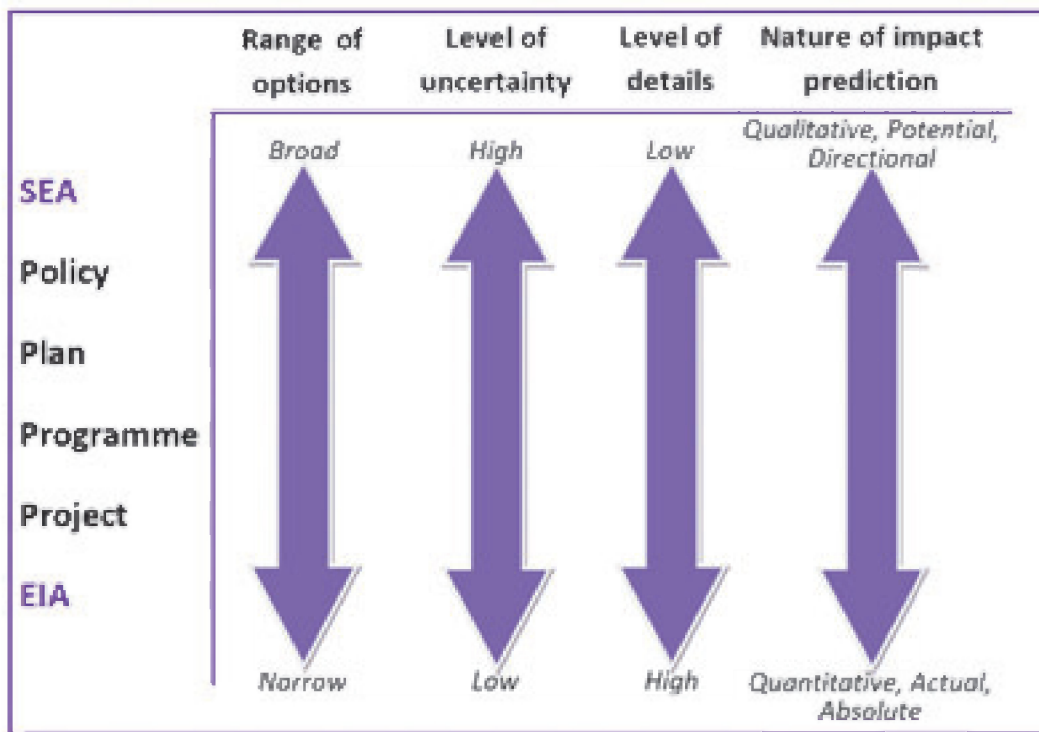 Range of options
Level of uncertainty
Level of details
Nature of impact prediction
Broad
High
Low
Qualitative, Potential,
Directional
SEA
Policy
Plan
Programme
Project
EIA
Narrow
Low
High
Quantitative, Actual,
Absolute